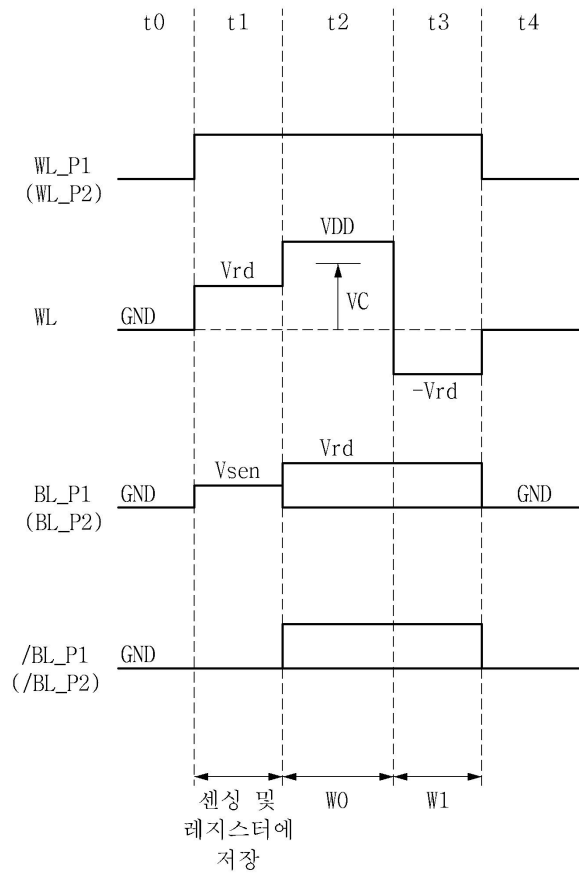 t0 t1 t2 t3 t4
WL_P1
(WL_P2)
VDD
Vrd
VC
WL GND
-Vrd
Vrd
Vsen
BL_P1 GND GND
(BL_P2)
/BL_P1 GND
(/BL_P2)
센싱 및 W0 W1
레지스터에
저장